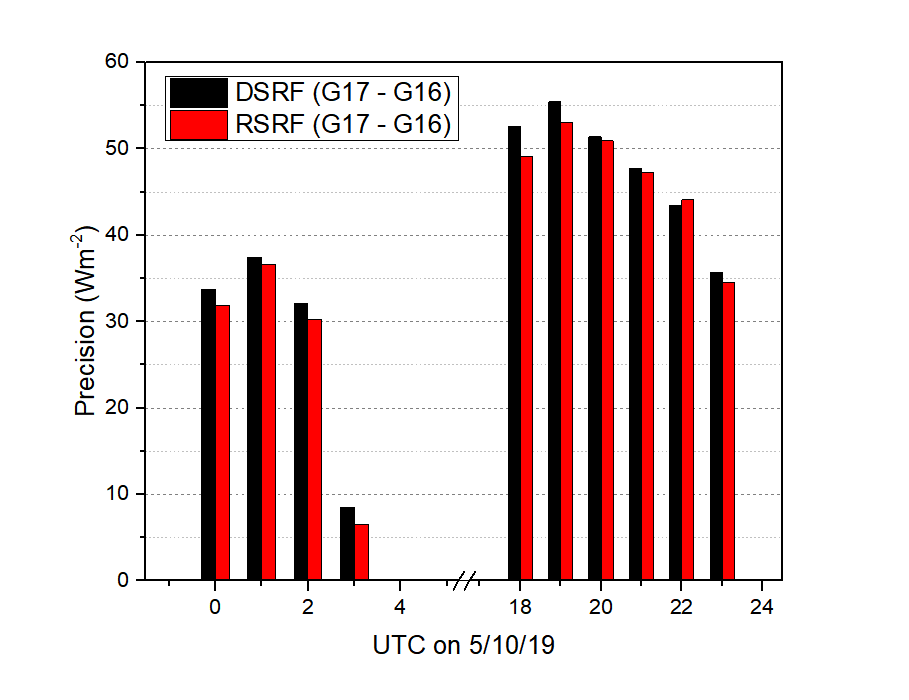 DSRF (G17 - G16)
RSRF (G17 - G16)
60
50
40
30
20
10
0
Precision (Wm-2)
0 2 4 18 20 22 24
UTC on 5/10/19